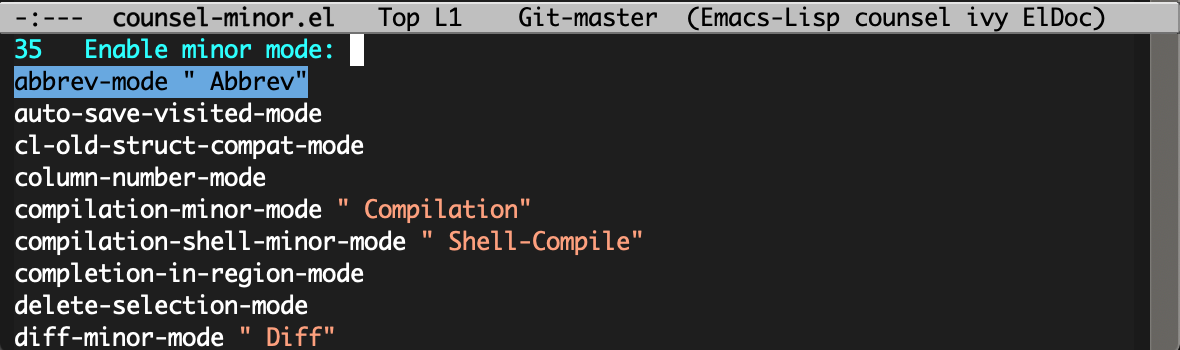 -:---  counsel-minor.el   Top L1    Git-master  (Emacs-Lisp counsel ivy ElDoc)
35   Enable minor mode:
abbrev-mode " Abbrev"
auto-save-visited-mode
cl-old-struct-compat-mode
column-number-mode
compilation-minor-mode " Compilation"
compilation-shell-minor-mode " Shell-Compile"
completion-in-region-mode
delete-selection-mode
diff-minor-mode " Diff"